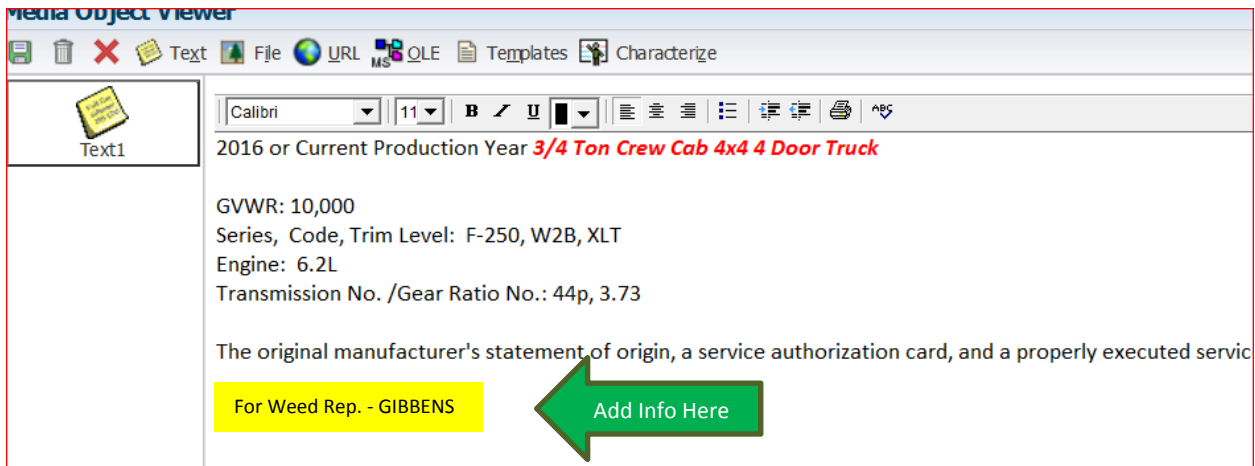 Media Object Viewer
Text File URL OLE Templates Characterize
Text1
Calibri 11 B I U ABC
2016 or Current Production Year 3/4 Ton Crew Cab 4x4 4 Door Truck
GVWR: 10,000
Series, Code, Trim Level: F-250, W2B, XLT
Engine: 6.2L
Transmission No. /Gear Ratio No.: 44p, 3.73
The original manufacturer's statement of origin, a service authorization card, and a properly executed servic
For Weed Rep. - GIBBENS
Add Info Here